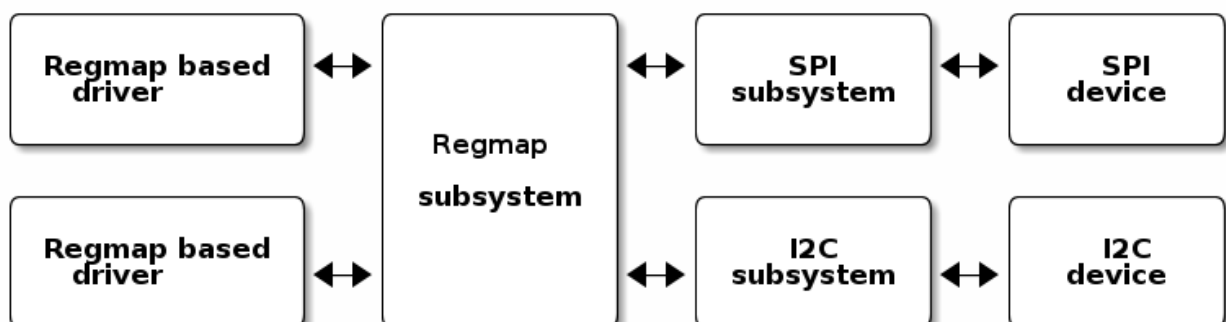 Regmap based
driver
Regmap
subsystem
SPI
subsystem
SPI
device
Regmap based
driver
I2C
subsystem
I2C
device